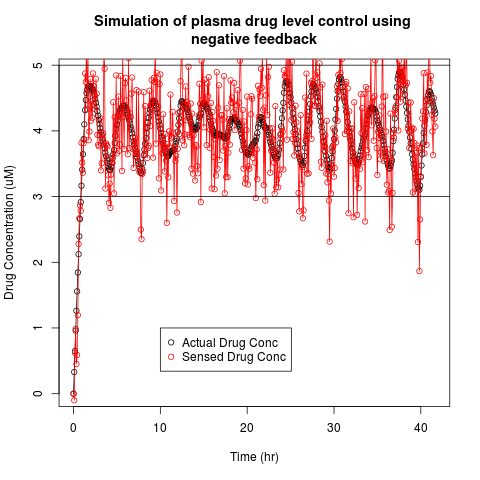 Simulation of plasma drug level control using
negative feedback
Drug Concentration (uM)
5
4
3
2
1
0
Actual Drug Conc
Sensed Drug Conc
0 10 20 30 40
Time (hr)